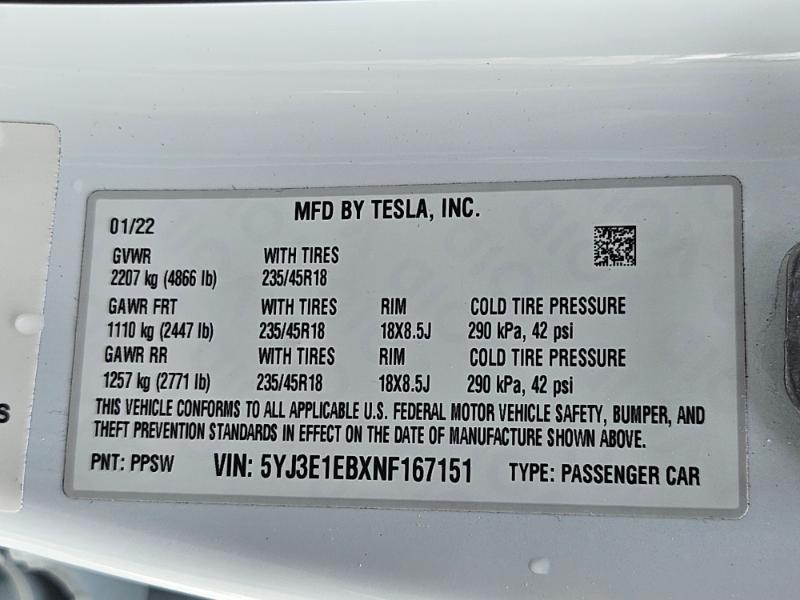 MFD BY TESLA, INC.
01/22
GVWR WITH TIRES
2207 kg (4866 lb) 235/45R18
GAWR FRT WITH TIRES RIM COLD TIRE PRESSURE
1110 kg (2447 lb) 235/45R18 18X8.5J 290 kPa, 42 psi
GAWR RR WITH TIRES RIM COLD TIRE PRESSURE
1257 kg (2771 lb) 235/45R18 18X8.5J 290 kPa, 42 psi
THIS VEHICLE CONFORMS TO ALL APPLICABLE U.S. FEDERAL MOTOR VEHICLE SAFETY, BUMPER, AND
THEFT PREVENTION STANDARDS IN EFFECT ON THE DATE OF MANUFACTURE SHOWN ABOVE.
PNT: PPSW VIN: 5YJ3E1EBXNF167151 TYPE: PASSENGER CAR